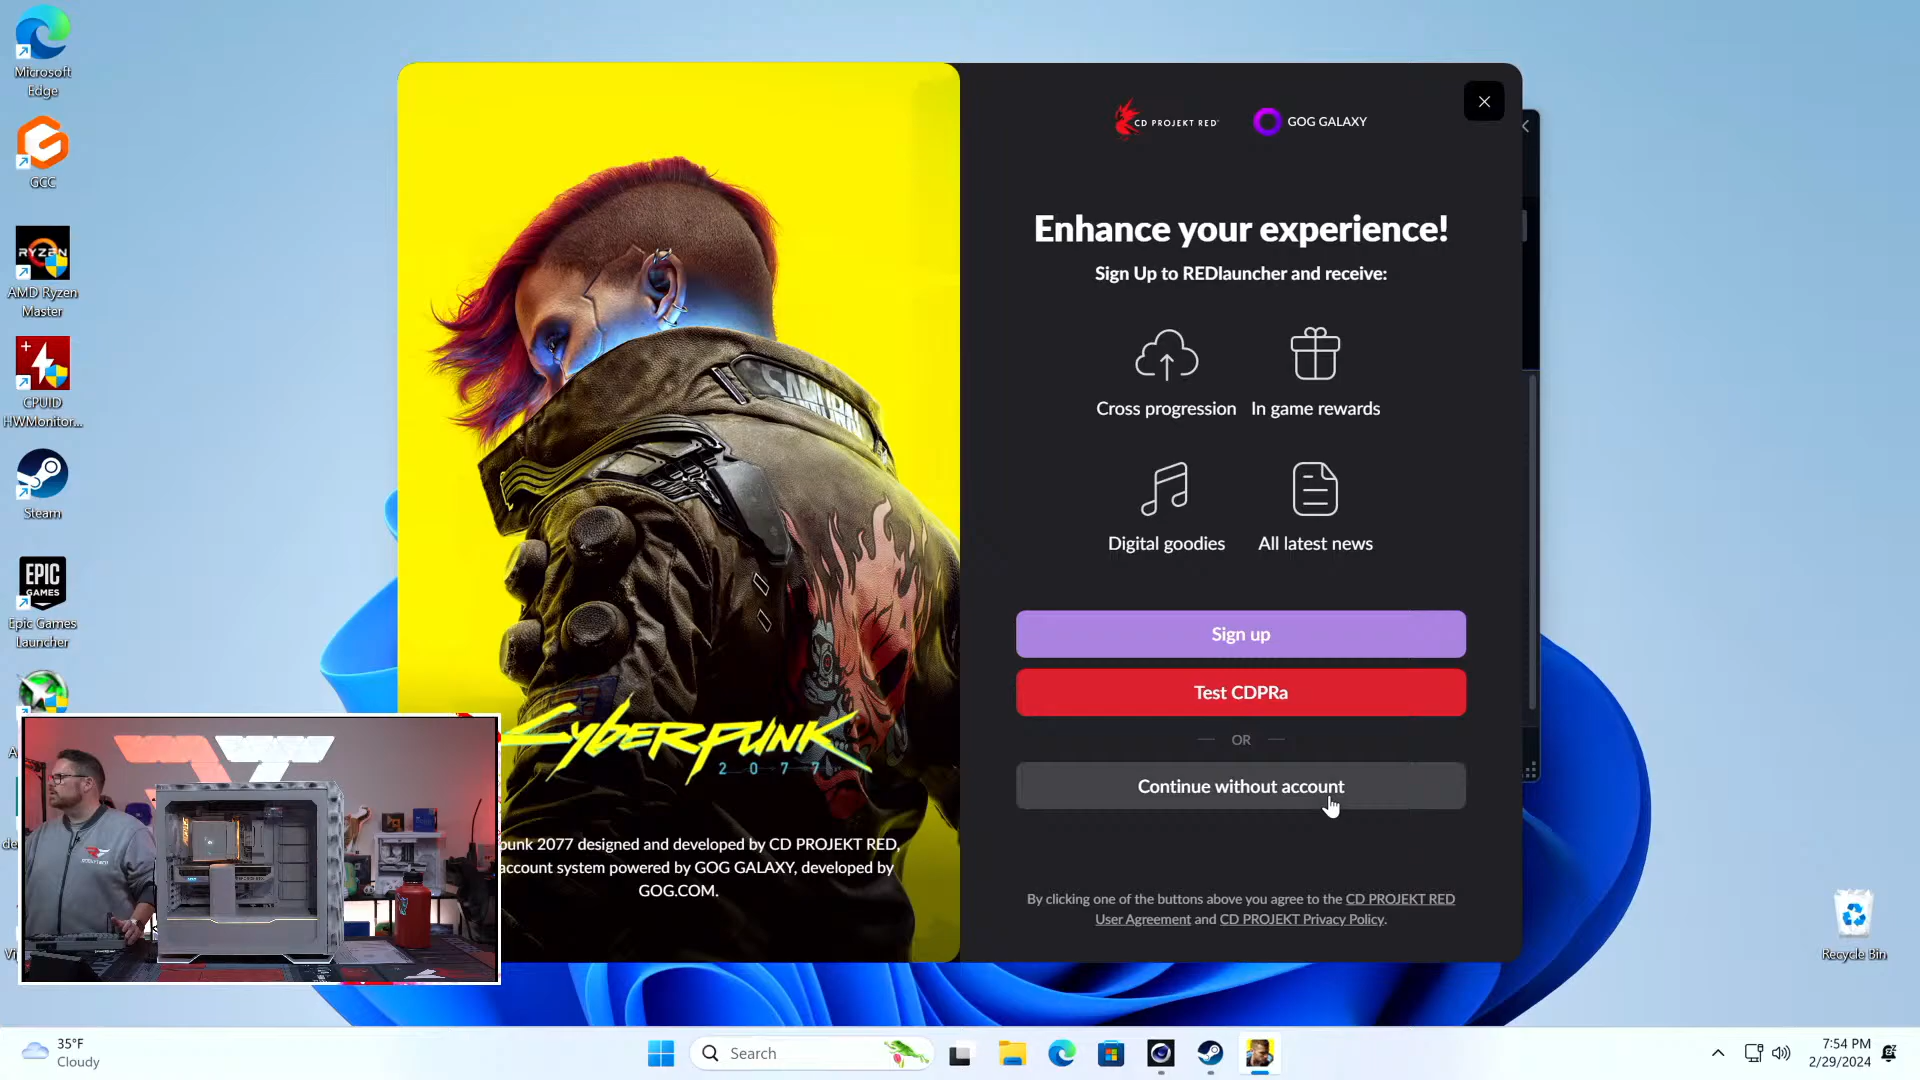 Microsoft
Edge
GCC
RYZEN
AMD Ryzen
Master
CPUID
HWMonitor...
Steam
EPIC
GAMES
Epic Games
Launcher
SAMURAI
CYBERPUNK
2077
punk 2077 designed and developed by CD PROJEKT RED,
account system powered by GOG GALAXY, developed by
GOG.COM.
CD PROJEKT RED
GOG GALAXY
Enhance your experience!
Sign Up to REDlauncher and receive:
Cross progression
In game rewards
Digital goodies
All latest news
Sign up
Test CDPRa
OR
Continue without account
By clicking one of the buttons above you agree to the CD PROJEKT RED
User Agreement and CD PROJEKT Privacy Policy.
Recycle Bin
35°F
Cloudy
Search
7:54 PM
2/29/2024